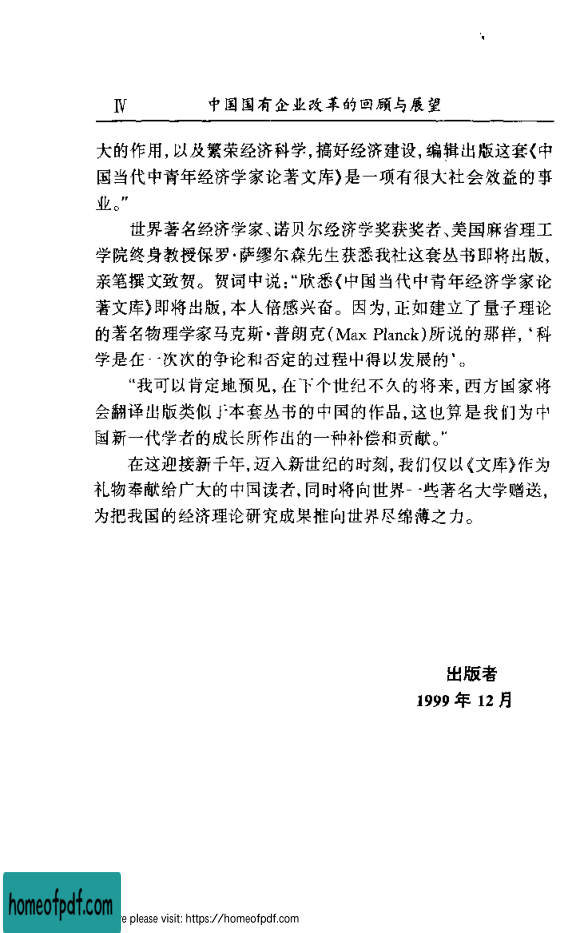 Ⅳ 中国国有企业改革的回顾与展望
大的作用,以及繁荣经济科学,搞好经济建设,编辑出版这套《中
国当代中青年经济学家论著文库》是一项有很大社会效益的事
业。”
世界著名经济学家、诺贝尔经济学奖获奖者、美国麻省理工
学院终身教授保罗·萨缪尔森先生获悉我社这套丛书即将出版,
亲笔撰文致贺。贺词中说:“欣悉《中国当代中青年经济学家论
著文库》即将出版,本人倍感兴奋。因为,正如建立了量子理论
的著名物理学家马克斯·普朗克(Max Planck)所说的那样,‘科
学是在一次次的争论和否定的过程中得以发展的’。
“我可以肯定地预见,在下个世纪不久的将来,西方国家将
会翻译出版类似于本套丛书的中国的作品,这也算是我们为中
国新一代学者的成长所作出的一种补偿和贡献。”
在这迎接新千年,迈入新世纪的时刻,我们仅以《文库》作为
礼物奉献给广大的中国读者,同时将向世界一些著名大学赠送,
为把我国的经济理论研究成果推向世界尽绵薄之力。
出版者
1999 年 12 月
homeofpdf.com
e please visit: https://homeofpdf.com